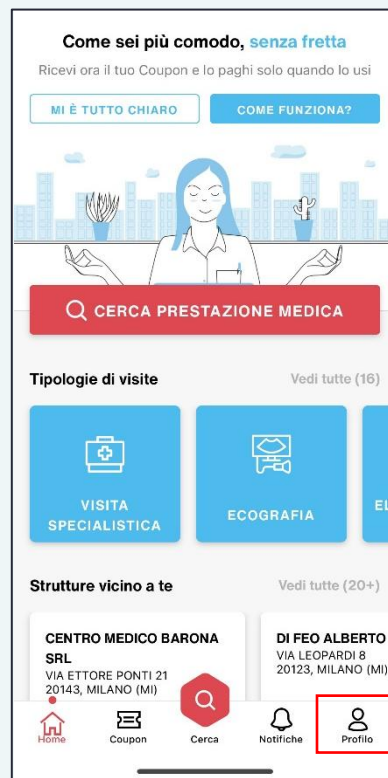 Come sei più comodo, senza fretta
Ricevi ora il tuo Coupon e lo paghi solo quando lo usi
MI È TUTTO CHIARO
COME FUNZIONA?
CERCA PRESTAZIONE MEDICA
Tipologie di visite
Vedi tutte (16)
VISITA
SPECIALISTICA
ECOGRAFIA
EL
Strutture vicino a te
Vedi tutte (20+)
CENTRO MEDICO BARONA
SRL
VIA ETTORE PONTI 21
20143, MILANO (MI)
DI FEO ALBERTO
VIA LEOPARDI 8
20123, MILANO (MI)
Home
Coupon
Cerca
Notifiche
Profilo